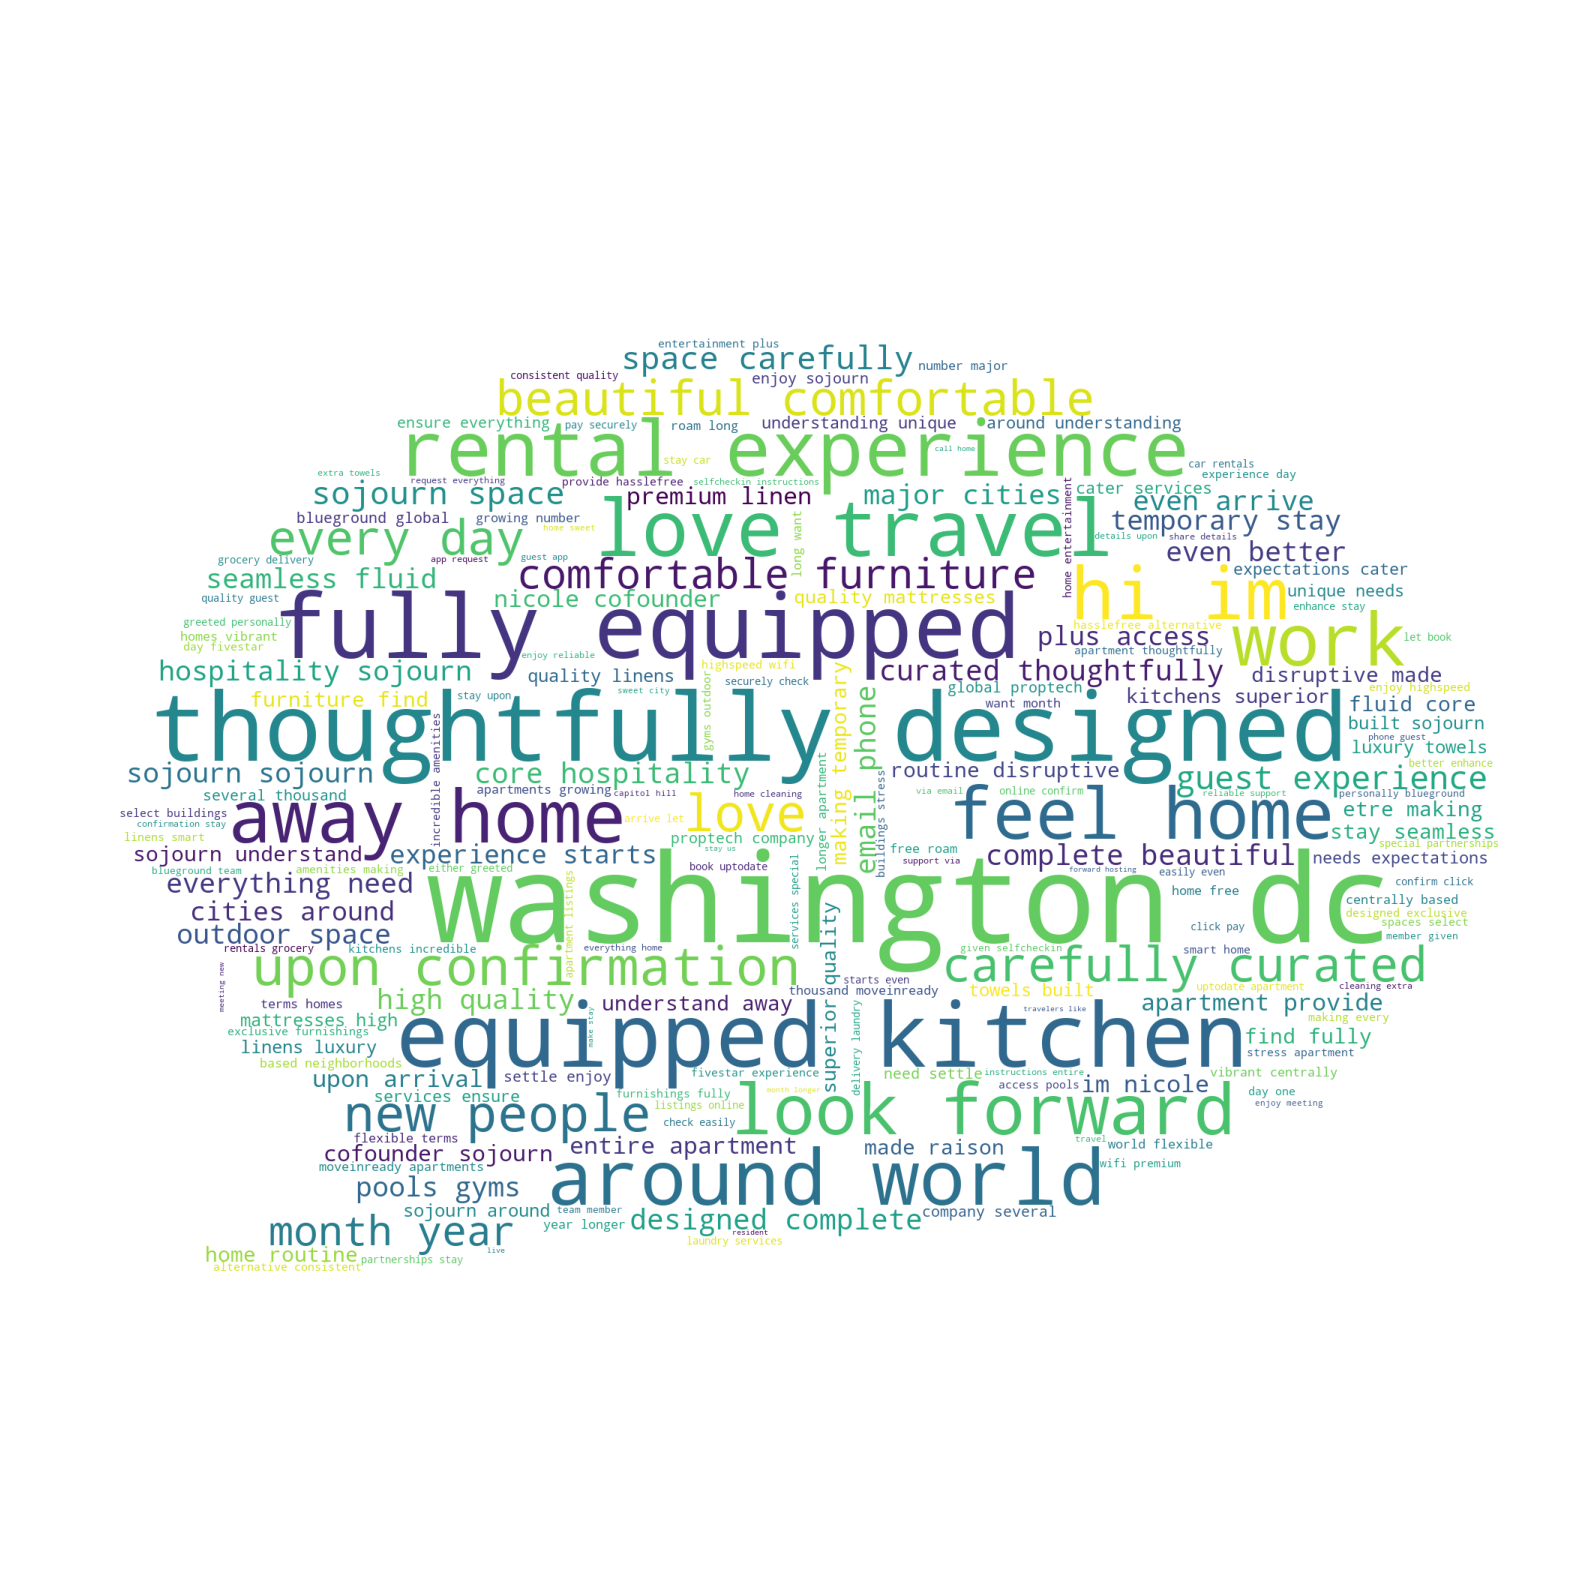 entertainment plus
space carefully
number major
consistent quality
enjoy sojourn
beautiful comfortable
ensure everything
pay securely
roam long
understanding unique
around understanding
rental experience
call home
stay car
car rentals
extra towels
request everything
provide hasslefree
selfcheckin instructions
experience day
sojourn space
premium linen
major cities
cater services
even arrive
home entertainment
love travel
blueground global
growing number
home sweet
long want
temporary stay
every day
details upon
share details
grocery delivery
app request
guest app
even better
seamless fluid
comfortable furniture
hi im
expectations cater
quality guest
nicole cofounder
quality mattresses
unique needs
enhance stay
fully equipped
greeted personally
hasslefree alternative
homes vibrant
plus access
work
let book
day fivestar
enjoy reliable
apartment thoughtfully
hospitality sojourn
quality linens
highspeed wifi
curated thoughtfully
disruptive made
securely check
gyms outdoor
making temporary
email phone
furniture find
stay upon
sweet city
global proptech
want month
kitchens superior
enjoy highspeed
fluid core
thoughtfully designed
built sojourn
phone guest
luxury towels
incredible amenities
better enhance
sojourn sojourn
core hospitality
routine disruptive
guest experience
several thousand
apartments growing
capitol hill
home cleaning
longer apartment
buildings stress
via email
online confirm
reliable support
personally blueground
away home
love
feel home
select buildings
etre making
confirmation stay
arrive let
linens smart
proptech company
stay seamless
special partnerships
sojourn understand
experience starts
stay us
free roam
complete beautiful
needs expectations
blueground team
amenities making
either greeted
book uptodate
support via
easily even
forward hosting
everything need
washington dc
services special
home free
confirm click
centrally based
cities around
apartment listings
superior quality
designed exclusive
spaces select
outdoor space
click pay
member given
rentals grocery
kitchens incredible
everything home
given selfcheckin
smart home
upon confirmation
carefully curated
meeting new
starts even
thousand moveinready
towels built
uptodate apartment
cleaning extra
terms homes
high quality
understand away
apartment provide
mattresses high
make stay
travelers like
making every
exclusive furnishings
equipped kitchen
delivery laundry
find fully
linens luxury
stress apartment
based neighborhoods
upon arrival
settle enjoy
fivestar experience
need settle
instructions entire
vibrant centrally
services ensure
furnishings fully
month longer
access pools
im nicole
day one
new people
listings online
look forward
enjoy meeting
check easily
flexible terms
cofounder sojourn
entire apartment
made raison
travel
world flexible
moveinready apartments
around world
wifi premium
pools gyms
sojourn around
team member
company several
month year
year longer
designed complete
resident
laundry services
live
home routine
partnerships stay
alternative consistent